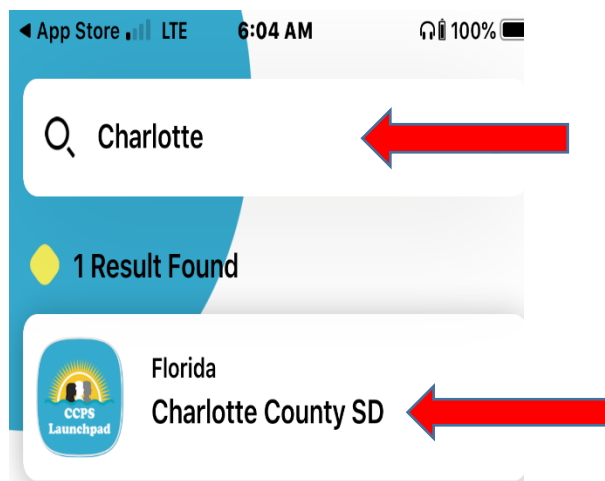 App Store LTE 6:04 AM 100%
Charlotte
1 Result Found
Florida
Charlotte County SD
CCPS
Launchpad